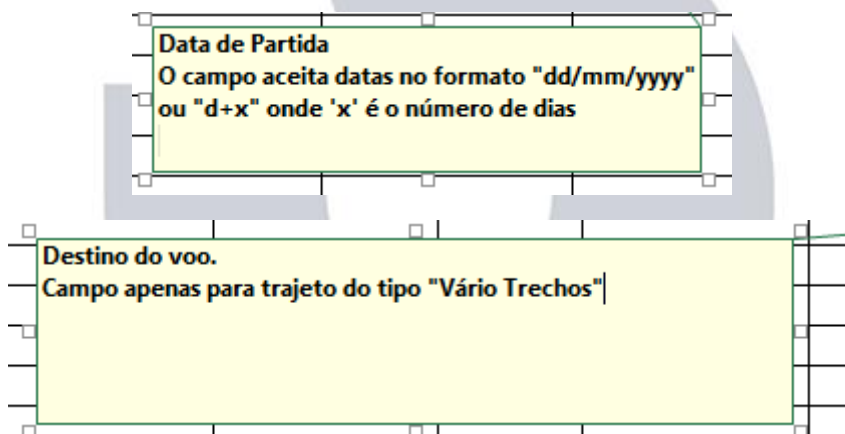 Data de Partida
O campo aceita datas no formato "dd/mm/yyyy"
ou "d+x" onde 'x' é o número de dias
Destino do voo.
Campo apenas para trajeto do tipo "Vário Trechos"